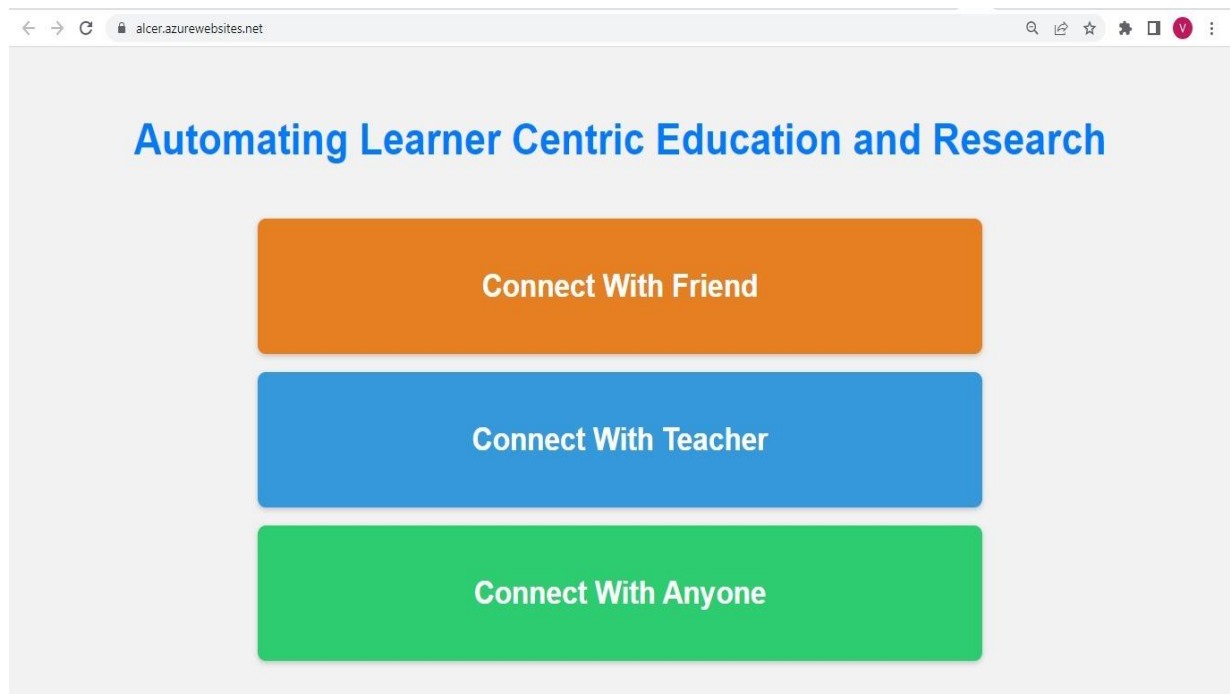 alcer.azurewebsites.net
V
Automating Learner Centric Education and Research
Connect With Friend
Connect With Teacher
Connect With Anyone